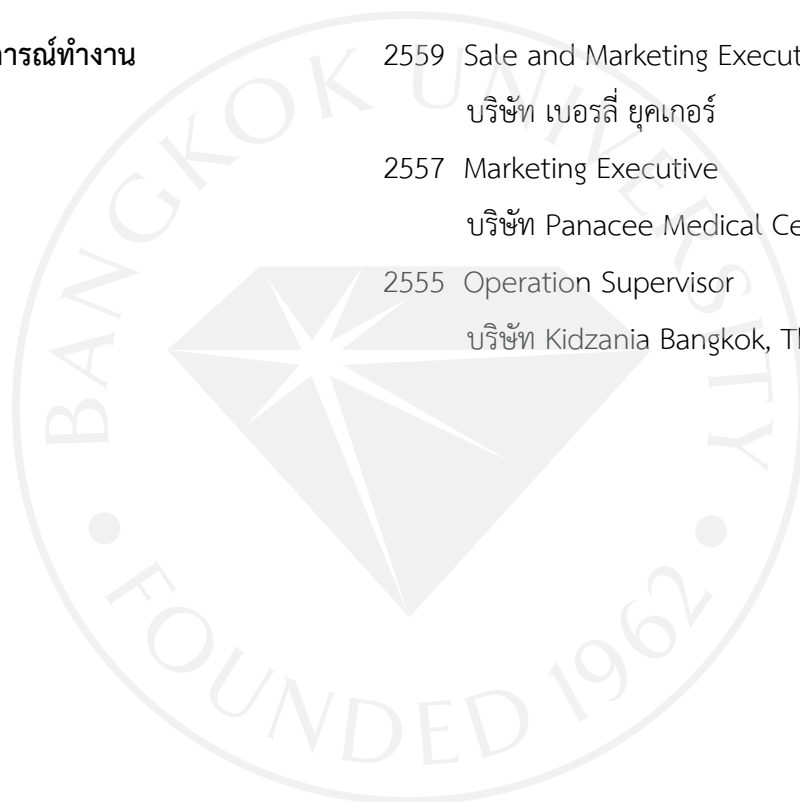 ารณ์ทำงาน 2559 Sale and Marketing Execut
บริษัท เบอรลี่ ยุคเกอร์
2557 Marketing Executive
บริษัท Panacee Medical Ce
2555 Operation Supervisor
บริษัท Kidzania Bangkok, Th
BANGKOK UNIVERSITY
FOUNDED 1962